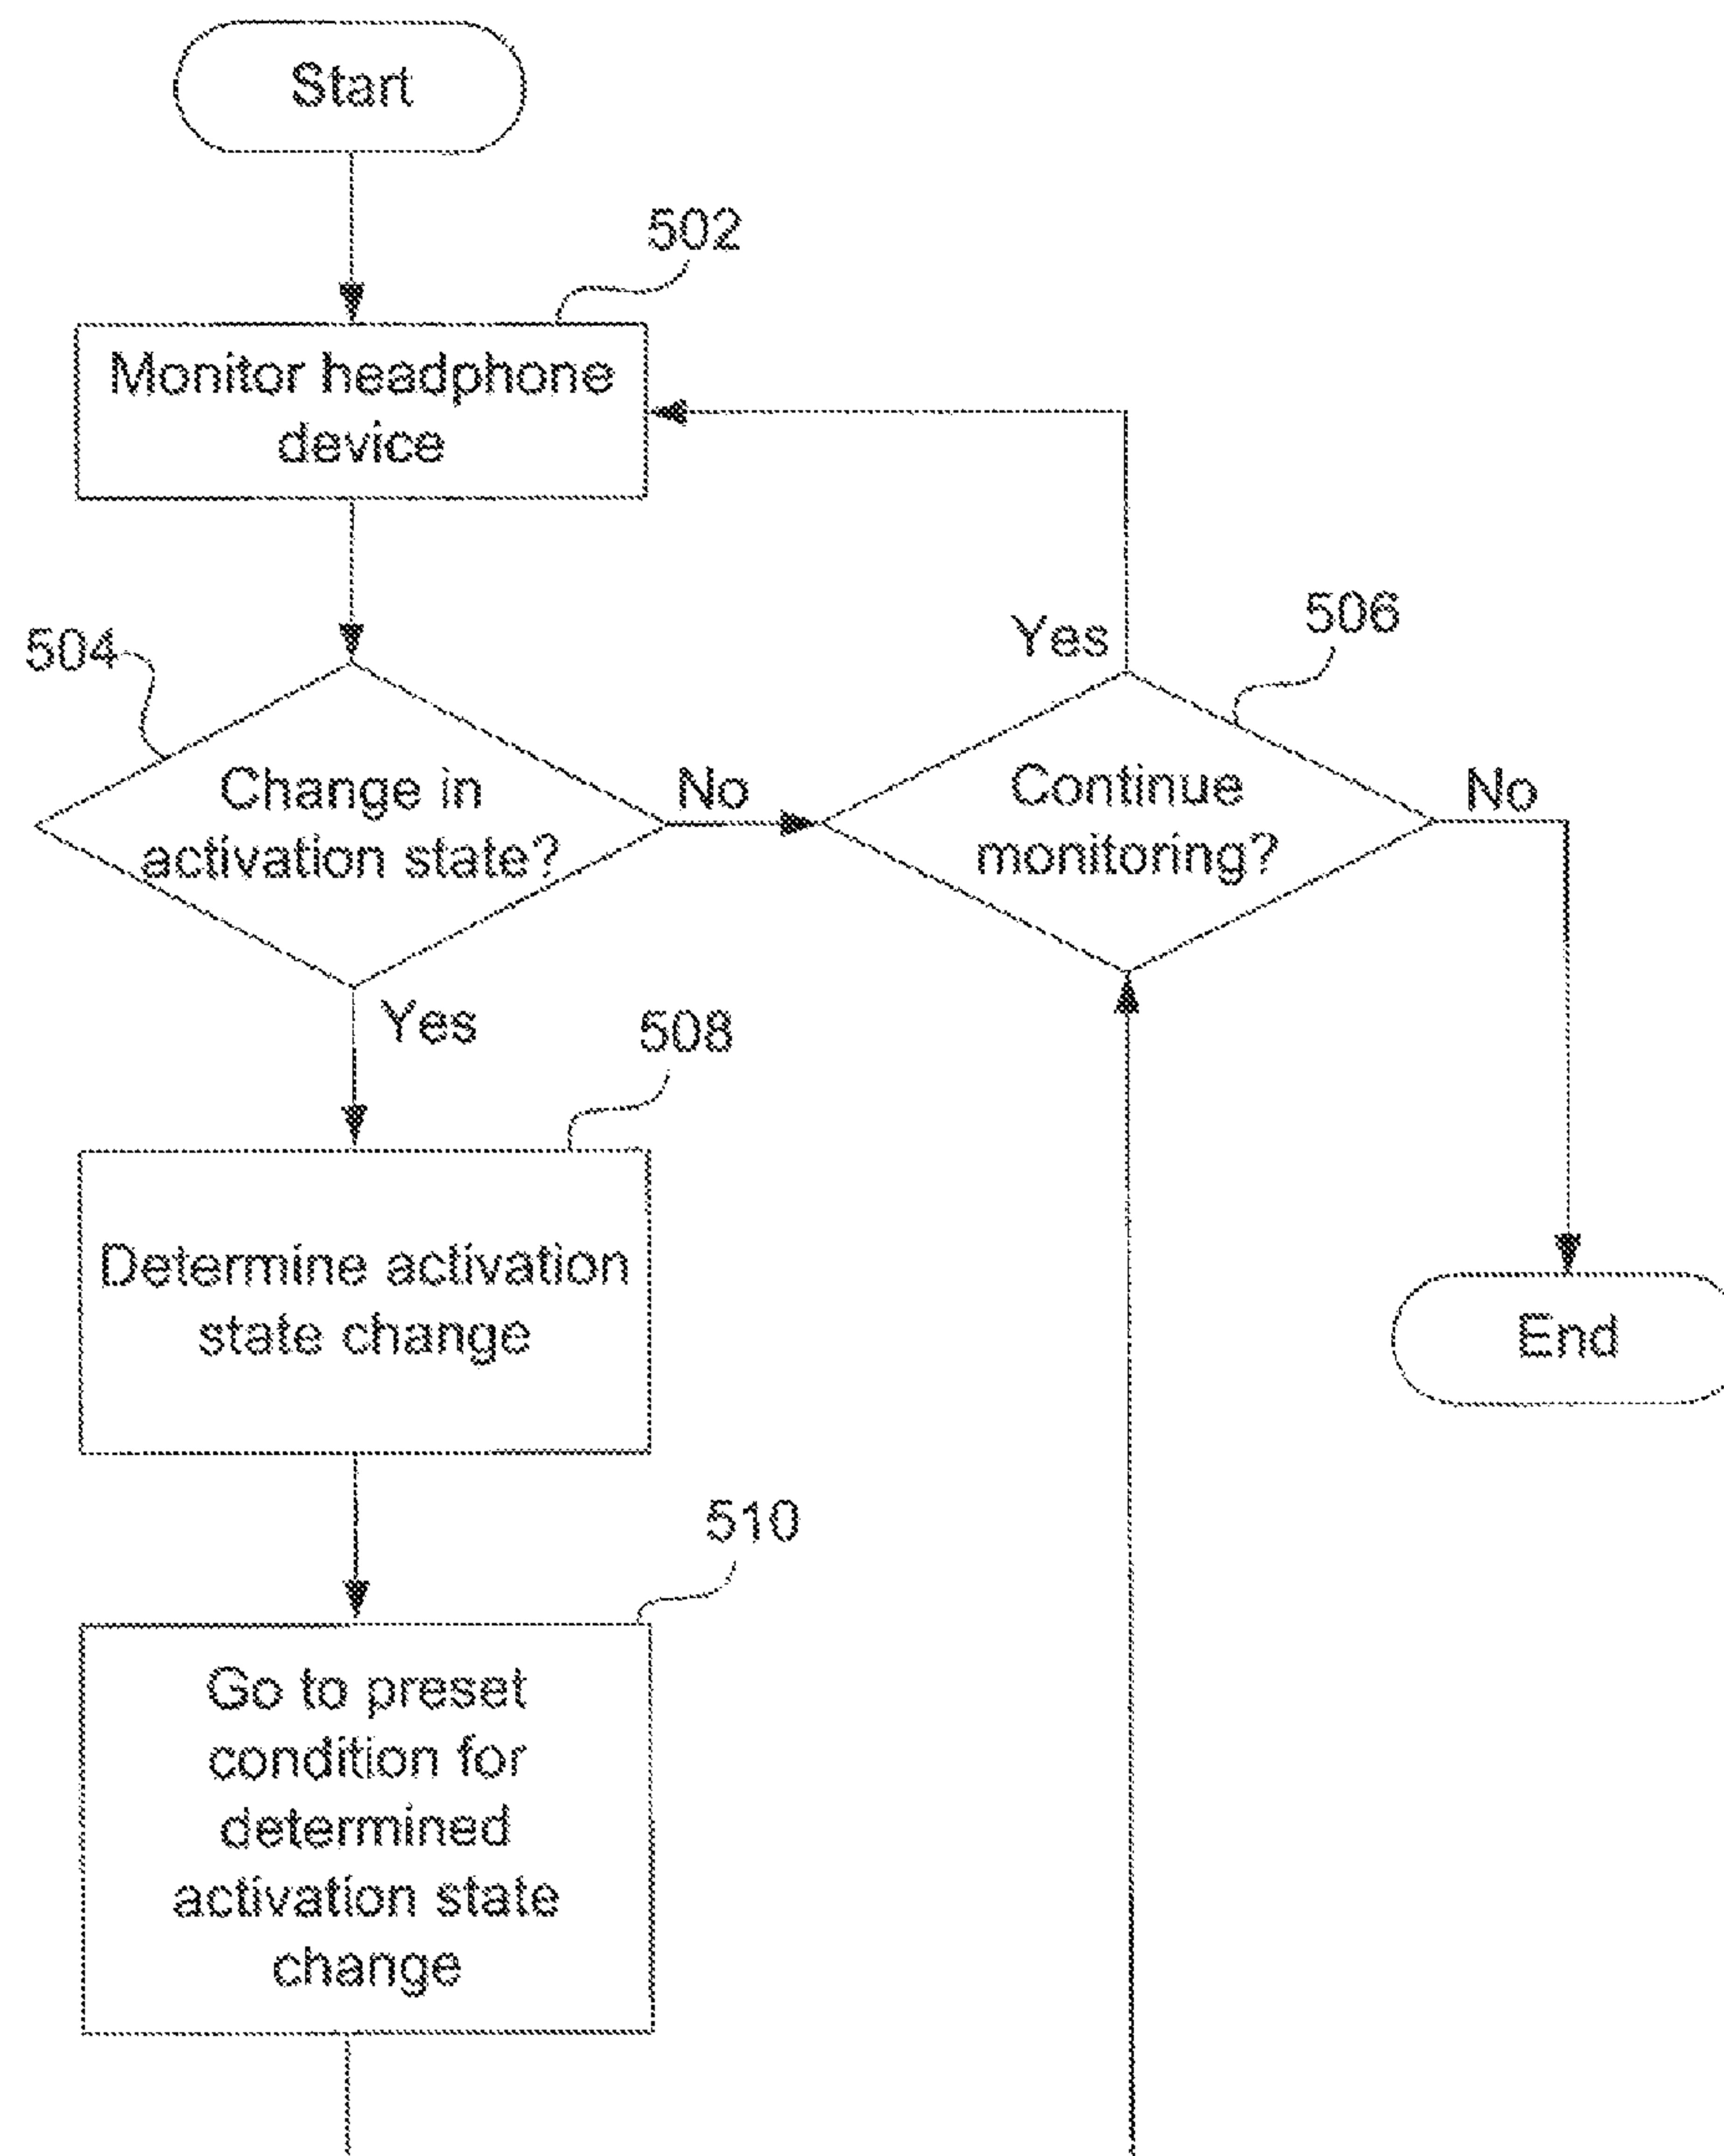 Start
502
Monitor headphone
device
504
Change in
activation state?
No
Yes
506
Continue
monitoring?
No
Yes
508
Determine activation
state change
End
510
Go to preset
condition for
determined
activation state
change